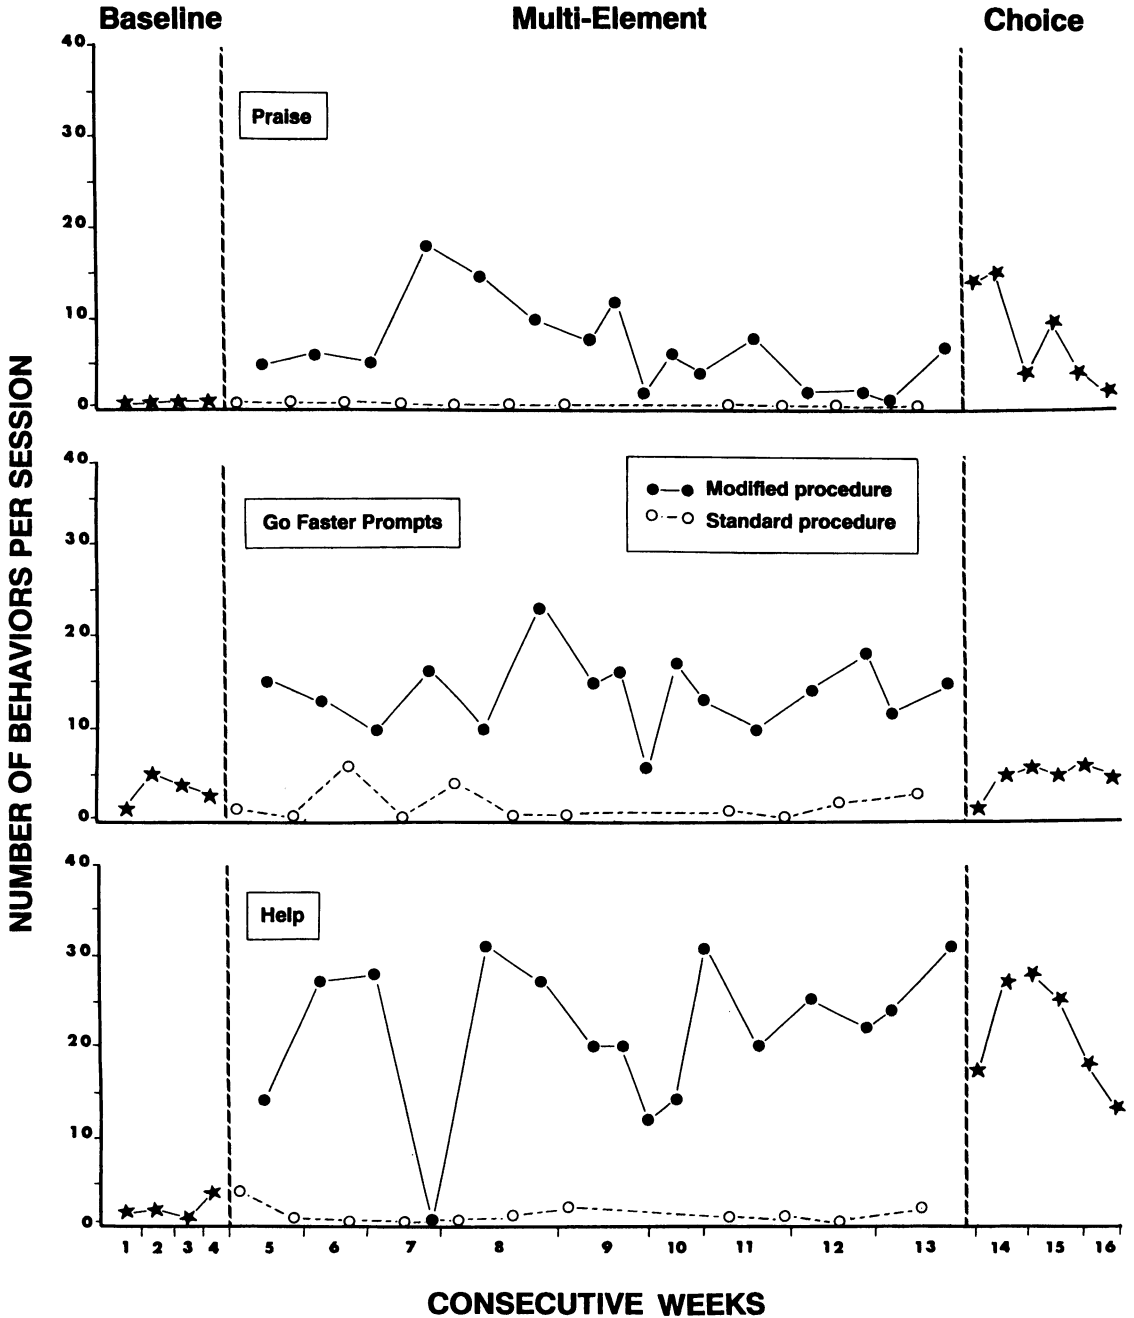 Baseline Multi-Element Choice
40
30
20
10
0
Praise
40
30
20
10
0
Go Faster Prompts
Modified procedure
Standard procedure
40
30
20
10
0
Help
NUMBER OF BEHAVIORS PER SESSION
1 2 3 4 5 6 7 8 9 10 11 12 13 14 15 16
CONSECUTIVE WEEKS